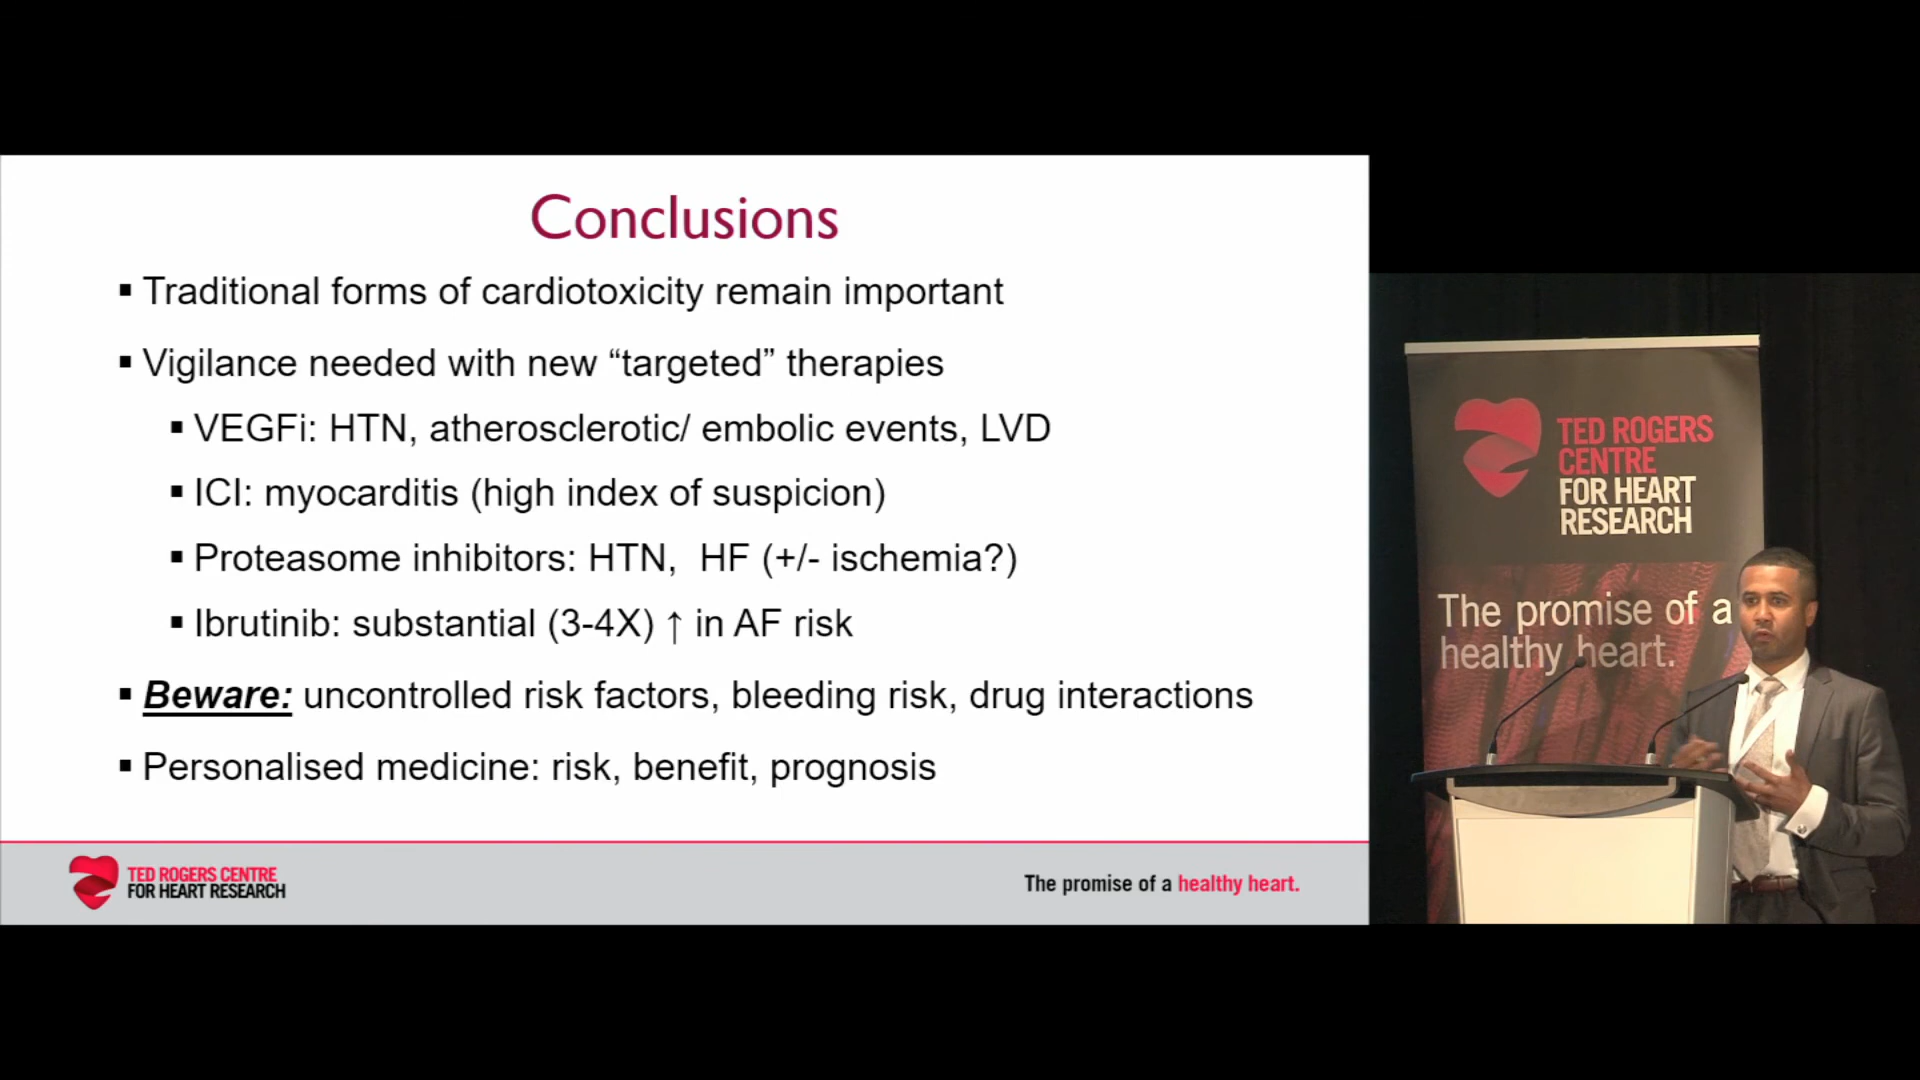 Conclusions
▪ Traditional forms of cardiotoxicity remain important
▪ Vigilance needed with new “targeted” therapies
▪ VEGFi: HTN, atherosclerotic/ embolic events, LVD
▪ ICI: myocarditis (high index of suspicion)
▪ Proteasome inhibitors: HTN,  HF (+/- ischemia?)
▪ Ibrutinib: substantial (3-4X) ↑ in AF risk
▪ Beware: uncontrolled risk factors, bleeding risk, drug interactions
▪ Personalised medicine: risk, benefit, prognosis
TED ROGERS CENTRE
FOR HEART RESEARCH
The promise of a healthy heart.
TED ROGERS
CENTRE
FOR HEART
RESEARCH
The promise of a
healthy heart.